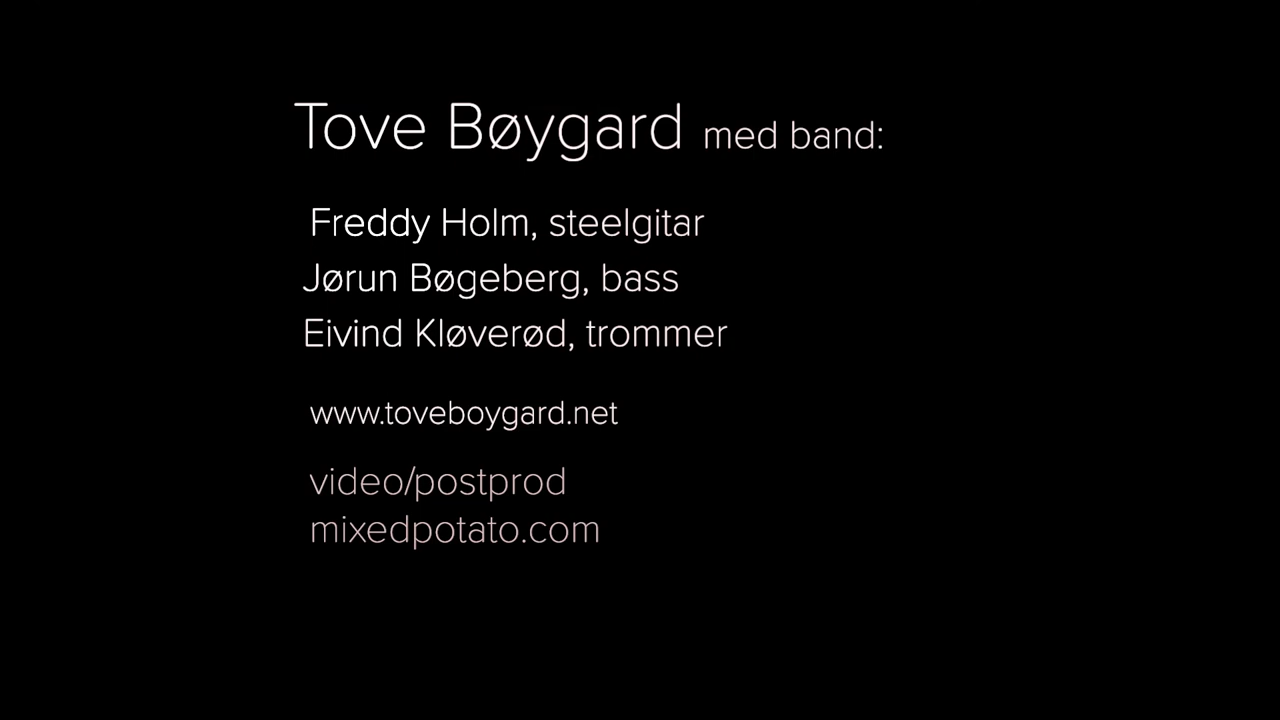 Tove Bøygard med band:
Freddy Holm, steelgitar
Jørun Bøgeberg, bass
Eivind Kløverød, trommer
www.toveboygard.net
video/postprod
mixedpotato.com